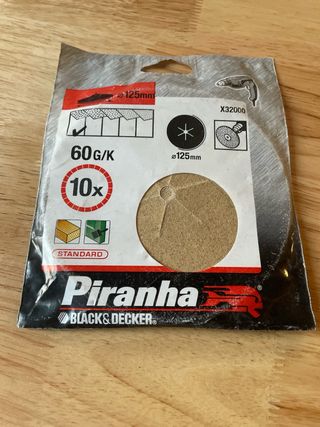 ⌀125mm
X32000
60G/K
⌀125mm
10x
STANDARD
Piranha
BLACK&DECKER